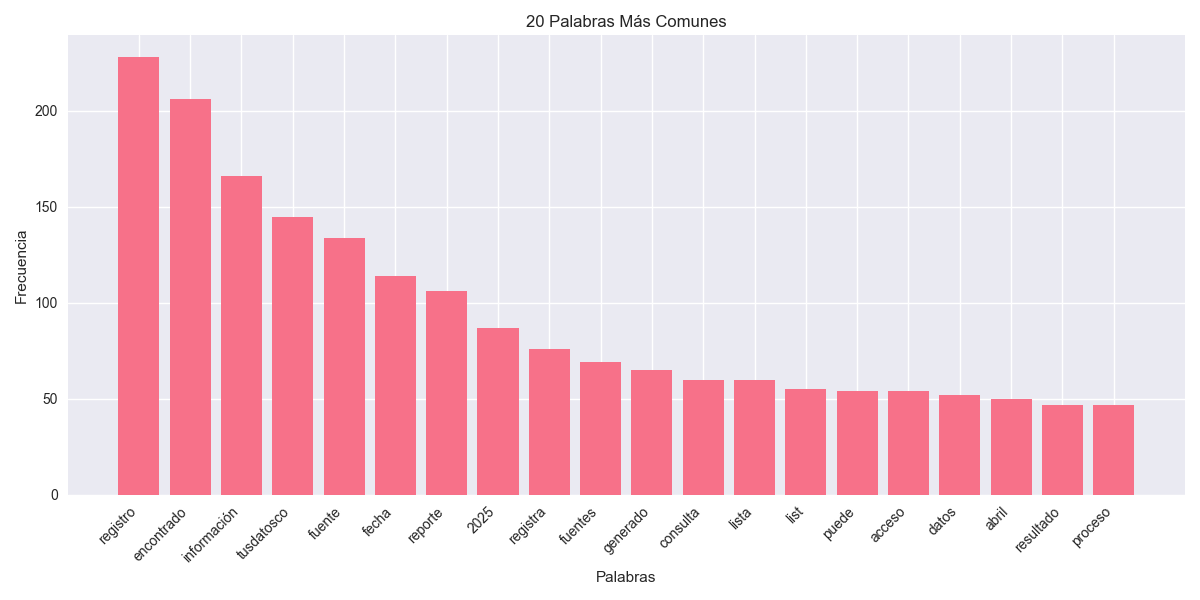 20 Palabras Más Comunes
Frecuencia
200
150
100
50
0
registro
encontrado
información
tusdatosco
fuente
fecha
reporte
2025
registra
fuentes
generado
consulta
lista
list
puede
acceso
datos
abril
resultado
proceso
Palabras